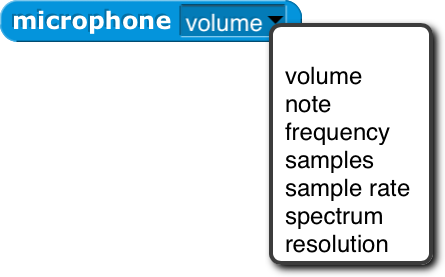 microphone volume
volume
note
frequency
samples
sample rate
spectrum
resolution